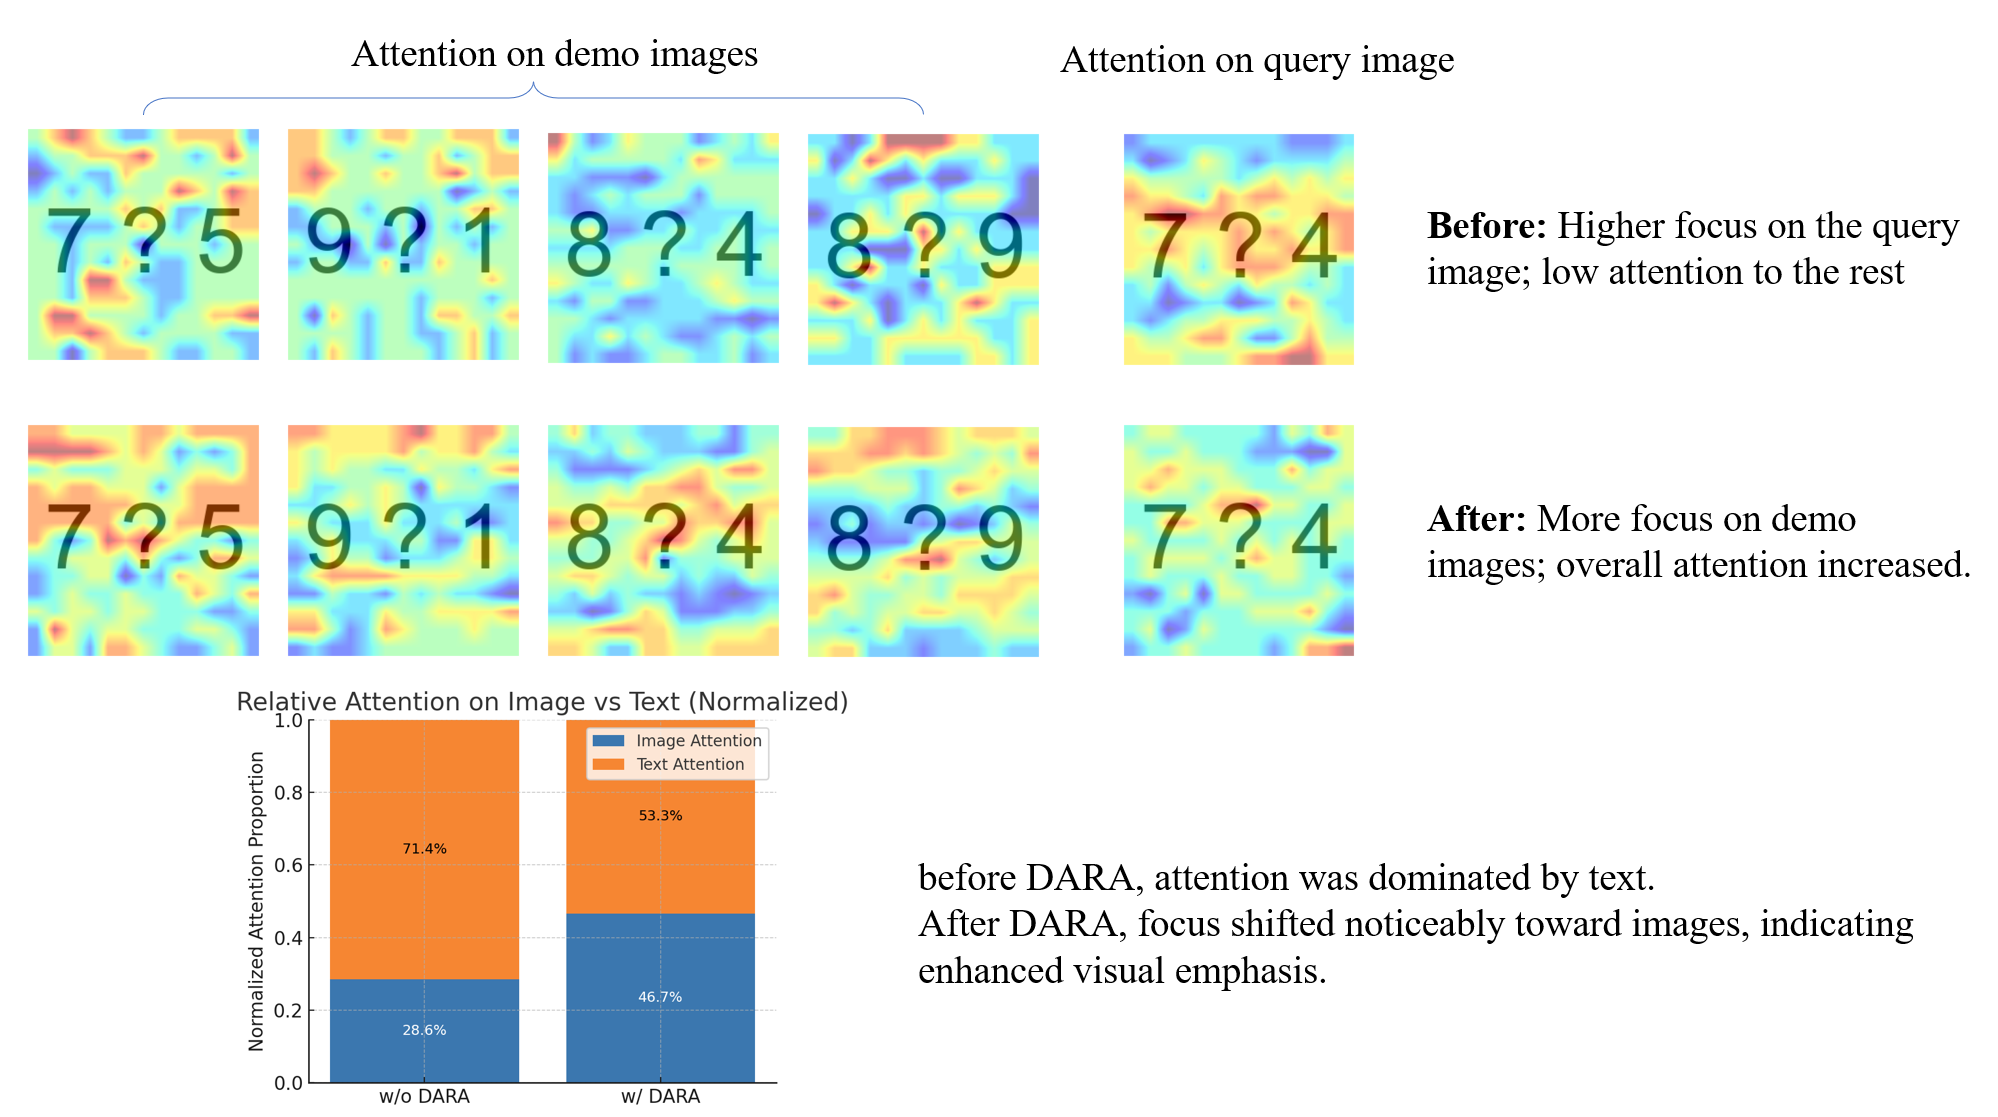 Attention on demo images
Attention on query image
7 ? 5
9 ? 1
8 ? 4
8 ? 9
7 ? 4
Before: Higher focus on the query
image; low attention to the rest
7 ? 5
9 ? 1
8 ? 4
8 ? 9
7 ? 4
After: More focus on demo
images; overall attention increased.
Relative Attention on Image vs Text (Normalized)
Normalized Attention Proportion
1.0
0.8
0.6
0.4
0.2
0.0
Image Attention
Text Attention
71.4%
28.6%
53.3%
46.7%
w/o DARA
w/ DARA
before DARA, attention was dominated by text.
After DARA, focus shifted noticeably toward images, indicating
enhanced visual emphasis.